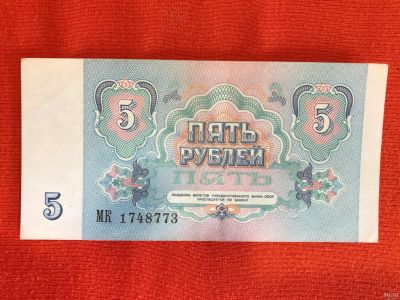 5 ПЯТЬ 5
РУБЛЕЙ
ПЯТЬ
ПОДДЕЛКА БИЛЕТОВ ГОСУДАРСТВЕННОГО БАНКА СССР
ПРЕСЛЕДУЕТСЯ ПО ЗАКОНУ
5
МК 1748773